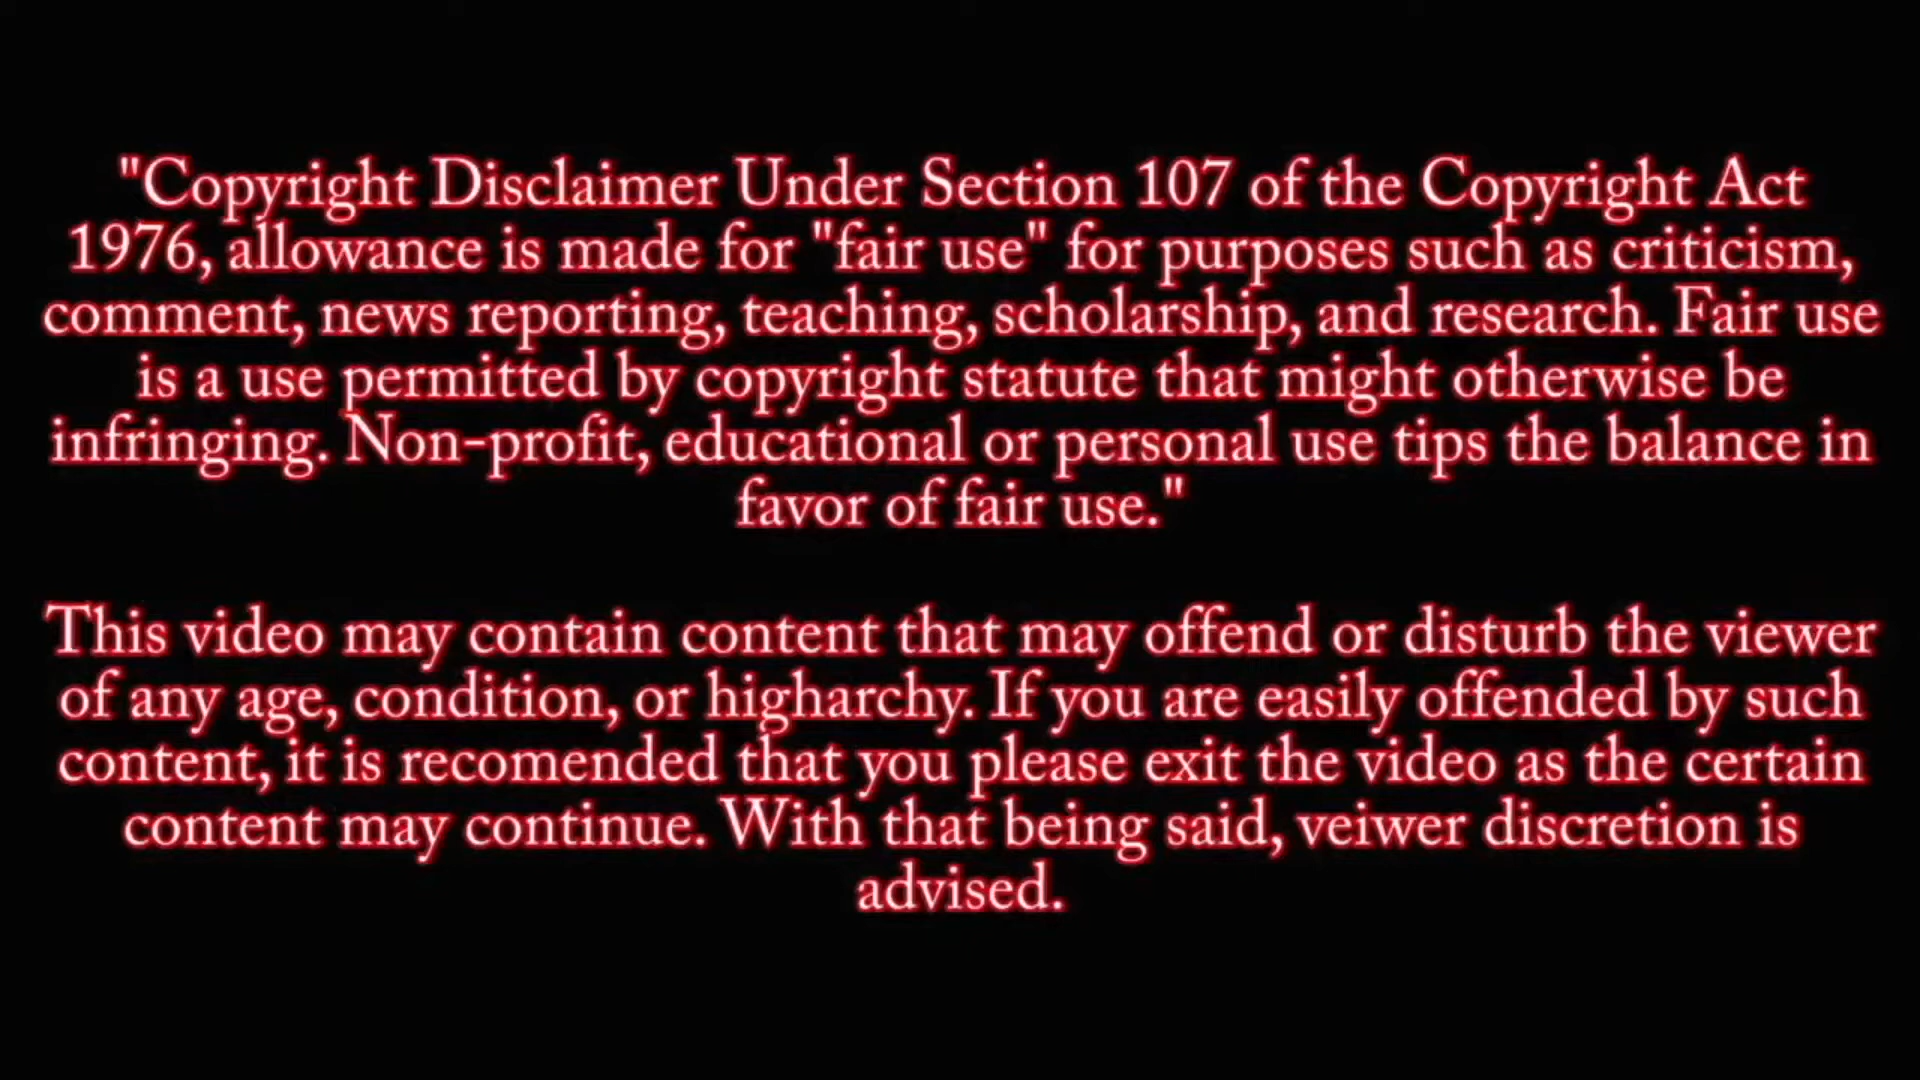 "Copyright Disclaimer Under Section 107 of the Copyright Act
1976, allowance is made for "fair use" for purposes such as criticism,
comment, news reporting, teaching, scholarship, and research. Fair use
is a use permitted by copyright statute that might otherwise be
infringing. Non-profit, educational or personal use tips the balance in
favor of fair use."
This video may contain content that may offend or disturb the viewer
of any age, condition, or higharchy. If you are easily offended by such
content, it is recomended that you please exit the video as the certain
content may continue. With that being said, veiwer discretion is
advised.